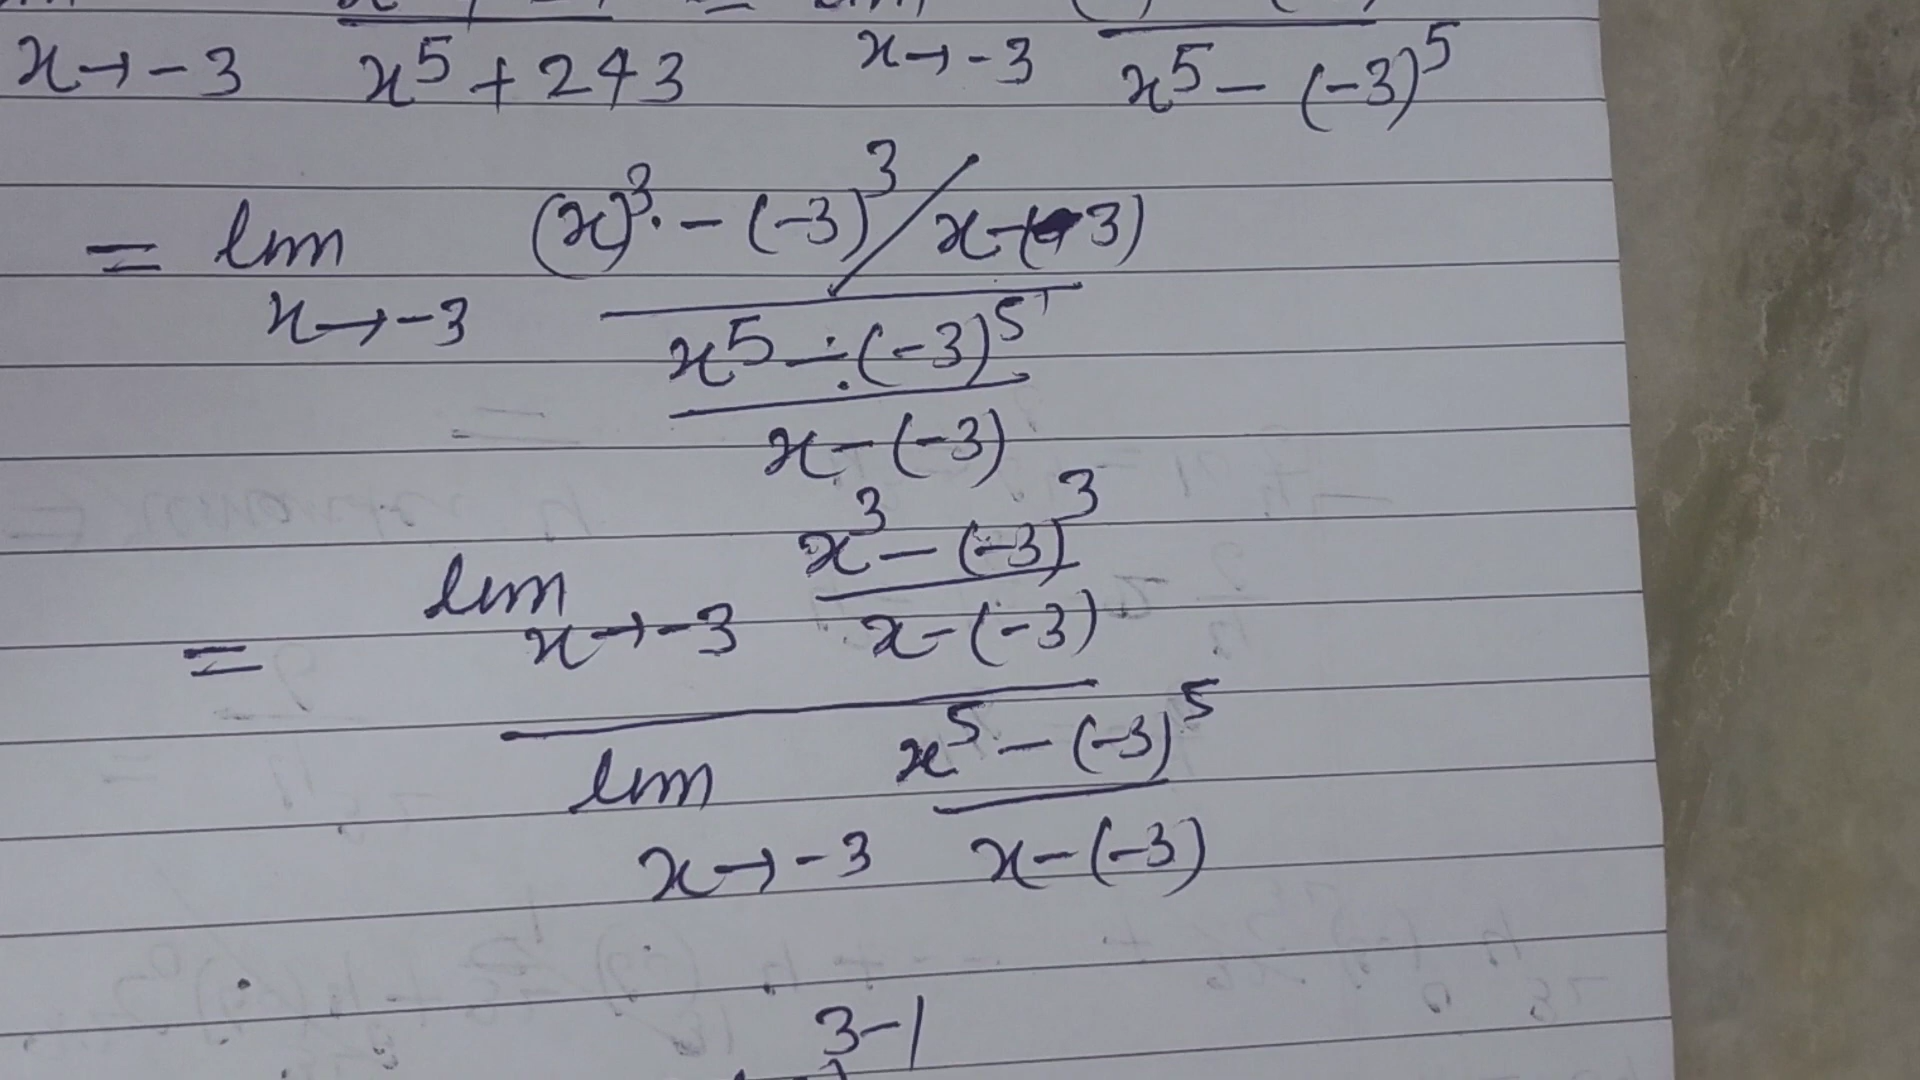 x→-3 x⁵+243 x→-3 x⁵-(-3)⁵
= lim (x)³·-(-3)³/x-(-3)
x→-3 x⁵-(-3)⁵
x-(-3)
x³-(-3)³
= lim x→-3 x-(-3)
lim x⁵-(-3)⁵
x→-3 x-(-3)
3-1